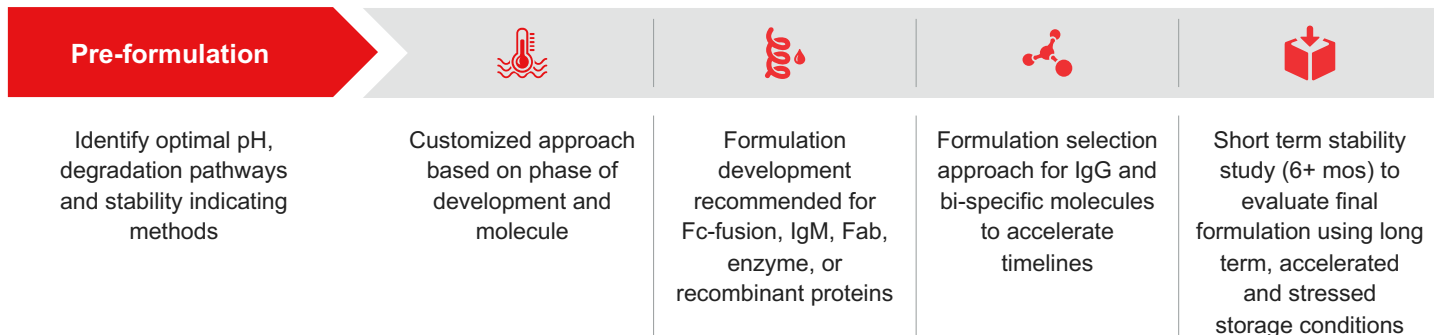 Pre-formulation
Identify optimal pH,
degradation pathways
and stability indicating
methods
Customized approach
based on phase of
development and
molecule
Formulation
development
recommended for
Fc-fusion, IgM, Fab,
enzyme, or
recombinant proteins
Formulation selection
approach for IgG and
bi-specific molecules
to accelerate
timelines
Short term stability
study (6+ mos) to
evaluate final
formulation using long
term, accelerated
and stressed
storage conditions